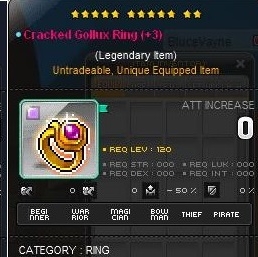 Cracked Gollux Ring (+3)
(Legendary Item)
Untradeable, Unique Equipped Item
ATT INCREASE
0
• REQ LEV : 120
• REQ STR : 000 • REQ LUK : 000
• REQ DEX : 000 • REQ INT : 000
0 0 - 50 % 0
BEGINNER WARRIOR MAGICIAN BOWMAN THIEF PIRATE
CATEGORY : RING